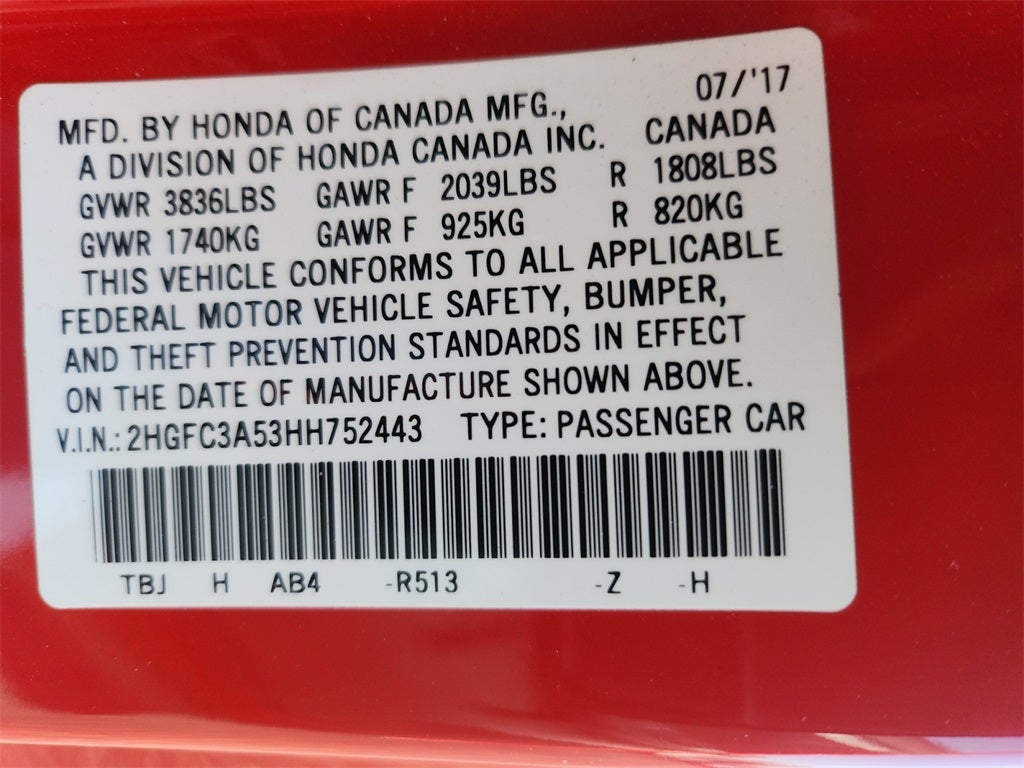 07/'17
MFD. BY HONDA OF CANADA MFG.,
A DIVISION OF HONDA CANADA INC. CANADA
GVWR 3836LBS GAWR F 2039LBS R 1808LBS
GVWR 1740KG GAWR F 925KG R 820KG
THIS VEHICLE CONFORMS TO ALL APPLICABLE
FEDERAL MOTOR VEHICLE SAFETY, BUMPER,
AND THEFT PREVENTION STANDARDS IN EFFECT
ON THE DATE OF MANUFACTURE SHOWN ABOVE.
V.I.N.: 2HGFC3A53HH752443 TYPE: PASSENGER CAR
TBJ H AB4 -R513 -Z -H